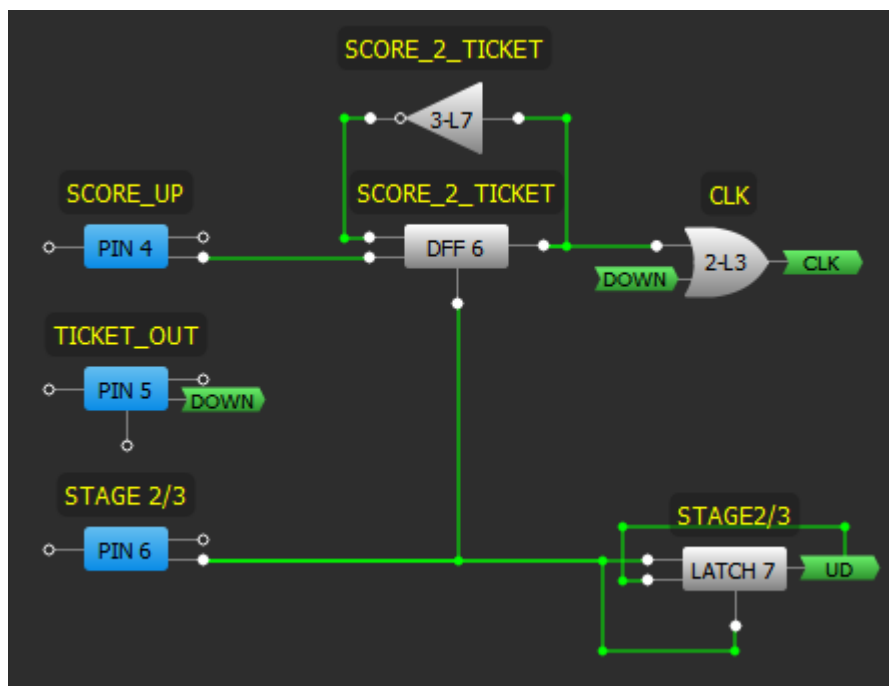 SCORE_2_TICKET
3-L7
SCORE_UP
SCORE_2_TICKET
CLK
PIN 4
DFF 6
2-L3
CLK
DOWN
TICKET_OUT
PIN 5
DOWN
STAGE 2/3
STAGE2/3
PIN 6
LATCH 7
UD